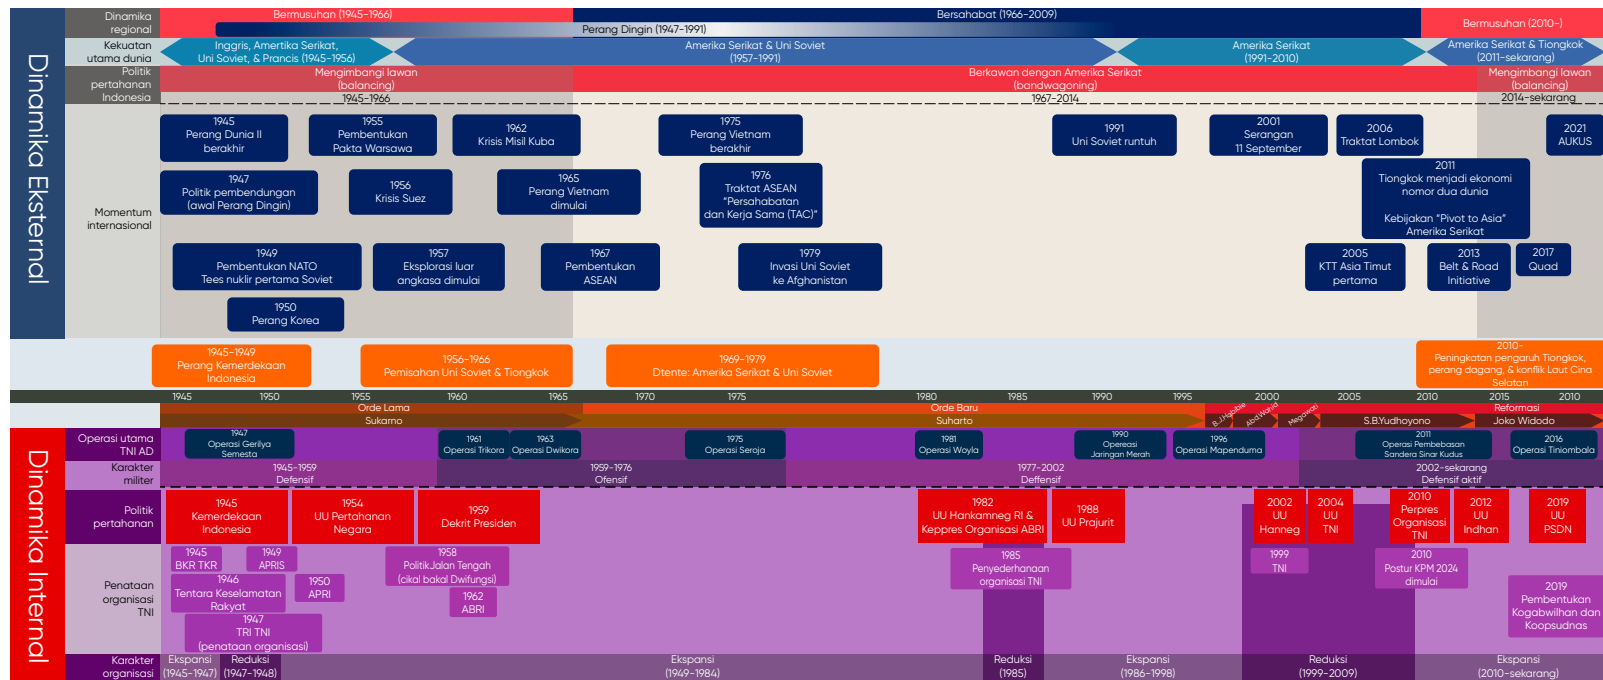 Dinamika Eksternal
Dinamika
regional
Bermusuhan (1945-1966)
Bersahabat (1966-2009)
Bermusuhan (2010-)
Perang Dingin (1947-1991)
Kekuatan
utama dunia
Inggris, Amertika Serikat,
Uni Soviet, & Prancis (1945-1956)
Amerika Serikat & Uni Soviet
(1957-1991)
Amerika Serikat
(1991-2010)
Amerika Serikat & Tiongkok
(2011-sekarang)
Politik
pertahanan
Indonesia
Mengimbangi lawan
(balancing)
1945-1966
Berkawan dengan Amerika Serikat
(bandwagoning)
1967-2014
Mengimbangi lawan
(balancing)
2014-sekarang
Momentum
internasional
1945
Perang Dunia II
berakhir
1955
Pembentukan
Pakta Warsawa
1962
Krisis Misil Kuba
1975
Perang Vietnam
berakhir
1991
Uni Soviet runtuh
2001
Serangan
11 September
2006
Traktat Lombok
2021
AUKUS
1947
Politik pembendungan
(awal Perang Dingin)
1956
Krisis Suez
1965
Perang Vietnam
dimulai
1976
Traktat ASEAN
“Persahabatan
dan Kerja Sama (TAC)”
2011
Tiongkok menjadi ekonomi
nomor dua dunia
Kebijakan “Pivot to Asia”
Amerika Serikat
1949
Pembentukan NATO
Tees nuklir pertama Soviet
1957
Eksplorasi luar
angkasa dimulai
1967
Pembentukan
ASEAN
1979
Invasi Uni Soviet
ke Afghanistan
2005
KTT Asia Timut
pertama
2013
Belt & Road
Initiative
2017
Quad
1950
Perang Korea
1945-1949
Perang Kemerdekaan
Indonesia
1956-1966
Pemisahan Uni Soviet & Tiongkok
1969-1979
Dtente: Amerika Serikat & Uni Soviet
2010-
Peningkatan pengaruh Tiongkok,
perang dagang, & konflik Laut Cina
Selatan
1945 1950 1955 1960 1965 1970 1975 1980 1985 1990 1995 2000 2005 2010 2015 2010
Orde Lama
Orde Baru
Reformasi
Sukarno
Suharto
B.J.Habibie
Abd.Wahid
Megawati
S.B.Yudhoyono
Joko Widodo
Dinamika Internal
Operasi utama
TNI AD
1947
Operasi Gerilya
Semesta
1961
Operasi Trikora
1963
Operasi Dwikora
1975
Operasi Seroja
1981
Operasi Woyla
1990
Opereasi
Jaringan Merah
1996
Operasi Mapenduma
2011
Operasi Pembebasan
Sandera Sinar Kudus
2016
Operasi Tiniombala
Karakter
militer
1945-1959
Defensif
1959-1976
Ofensif
1977-2002
Deffensif
2002-sekarang
Defensif aktif
Politik
pertahanan
1945
Kemerdekaan
Indonesia
1954
UU Pertahanan
Negara
1959
Dekrit Presiden
1982
UU Hankamneg RI &
Keppres Organisasi ABRI
1988
UU Prajurit
2002
UU
Hanneg
2004
UU
TNI
2010
Perpres
Organisasi
TNI
2012
UU
Indhan
2019
UU
PSDN
Penataan
organisasi
TNI
1945
BKR TKR
1949
APRIS
1958
PolitikJalan Tengah
(cikal bakal Dwifungsi)
1985
Penyederhanaan
organisasi TNI
1999
TNI
2010
Postur KPM 2024
dimulai
1946
Tentara Keselamatan
Rakyat
1950
APRI
1962
ABRI
2019
Pembentukan
Kogabwilhan dan
Koopsudnas
1947
TRI TNI
(penataan organisasi)
Karakter
organisasi
Ekspansi
(1945-1947)
Reduksi
(1947-1948)
Ekspansi
(1949-1984)
Reduksi
(1985)
Ekspansi
(1986-1998)
Reduksi
(1999-2009)
Ekspansi
(2010-sekarang)